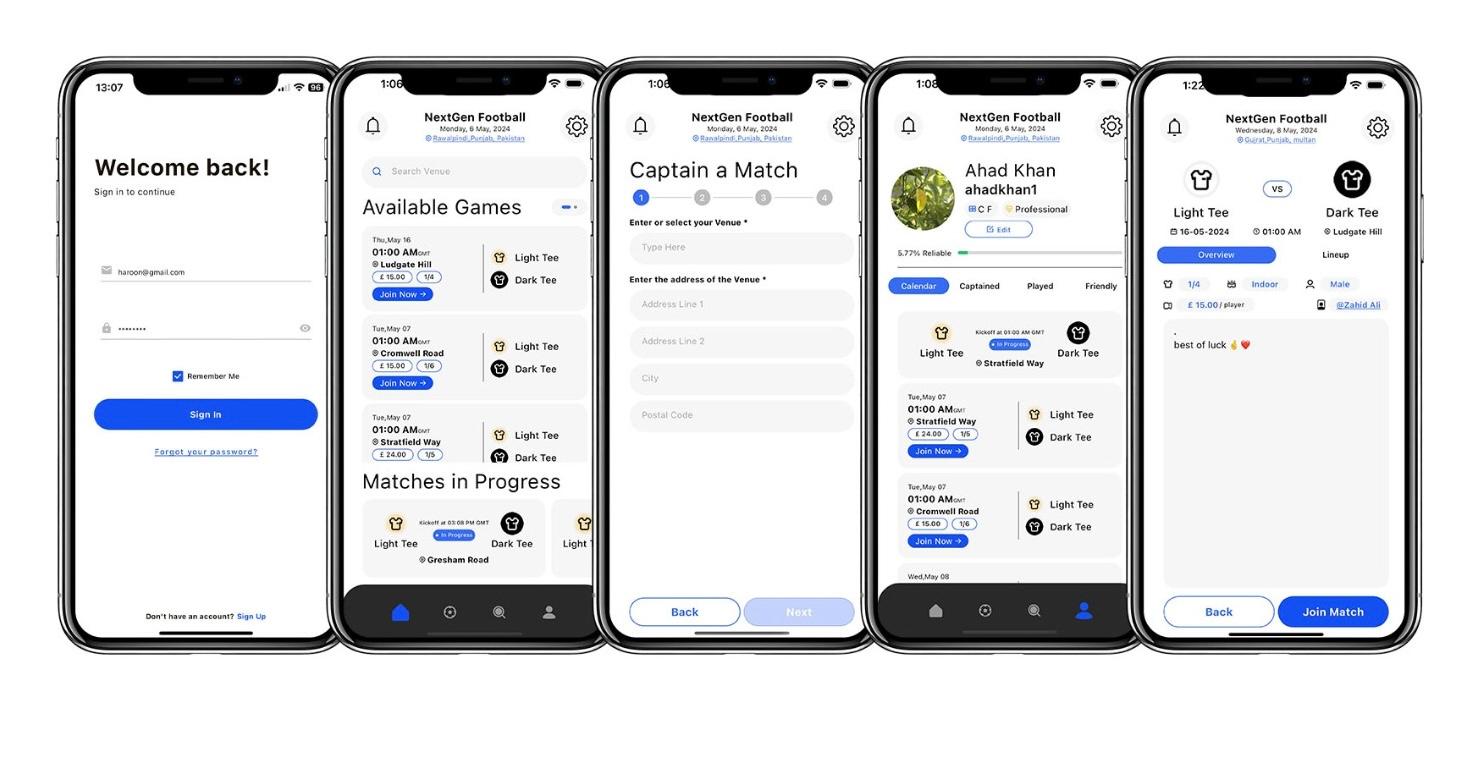 13:07
96
Welcome back!
Sign in to continue
haroon@gmail.com
••••••••
Remember Me
Sign In
Forgot your password?
Don't have an account? Sign Up
1:06
NextGen Football
Monday, 6 May, 2024
Rawalpindi,Punjab, Pakistan
Search Venue
Available Games
Thu,May 16
01:00 AM GMT
Ludgate Hill
£ 15.00 1/4
Join Now →
Light Tee
Dark Tee
Tue,May 07
01:00 AM GMT
Cromwell Road
£ 15.00 1/6
Join Now →
Light Tee
Dark Tee
Tue,May 07
01:00 AM GMT
Stratfield Way
£ 24.00 1/5
Light Tee
Dark Tee
Matches in Progress
Kickoff at 03:08 PM GMT
In Progress
Light Tee
Dark Tee
Gresham Road
Light T
1:06
NextGen Football
Monday, 6 May, 2024
Rawalpindi,Punjab, Pakistan
Captain a Match
1 2 3 4
Enter or select your Venue *
Type Here
Enter the address of the Venue *
Address Line 1
Address Line 2
City
Postal Code
Back Next
1:08
NextGen Football
Monday, 6 May, 2024
Rawalpindi,Punjab, Pakistan
Ahad Khan
ahadkhan1
C F Professional
Edit
5.77% Reliable
Calendar Captained Played Friendly
Kickoff at 01:00 AM GMT
In Progress
Light Tee
Dark Tee
Stratfield Way
Tue,May 07
01:00 AM GMT
Stratfield Way
£ 24.00 1/5
Join Now →
Light Tee
Dark Tee
Tue,May 07
01:00 AM GMT
Cromwell Road
£ 15.00 1/6
Join Now →
Light Tee
Dark Tee
Wed,May 08
1:22
NextGen Football
Wednesday, 8 May, 2024
Gujrat,Punjab, multan
VS
Light Tee
Dark Tee
16-05-2024 01:00 AM Ludgate Hill
Overview Lineup
1/4 Indoor Male
£ 15.00 / player @Zahid Ali
.
best of luck 🤞❤️
Back Join Match